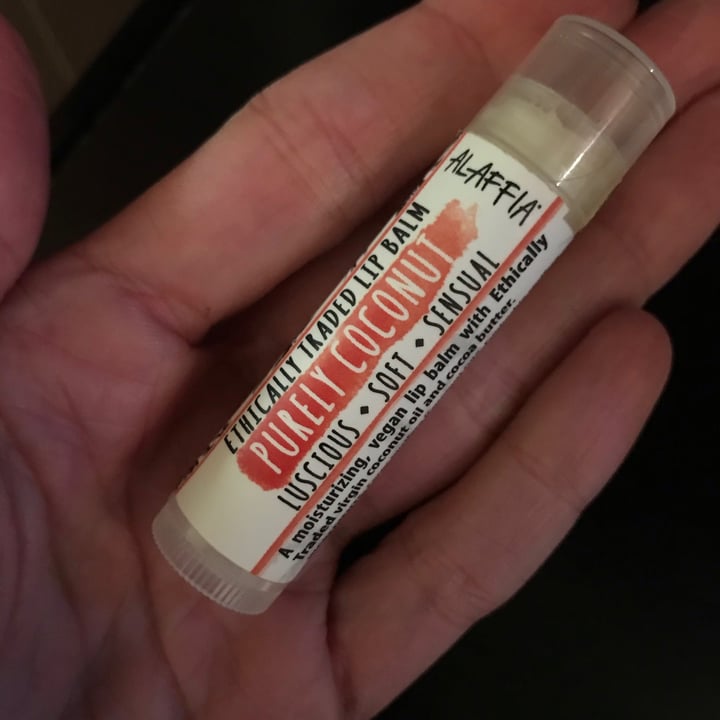 ALAFFIA
ETHICALLY TRADED LIP BALM
PURELY COCONUT
LUSCIOUS ◆ SOFT ◆ SENSUAL
A moisturizing, vegan lip balm with Ethically
Traded virgin coconut oil and cocoa butter.